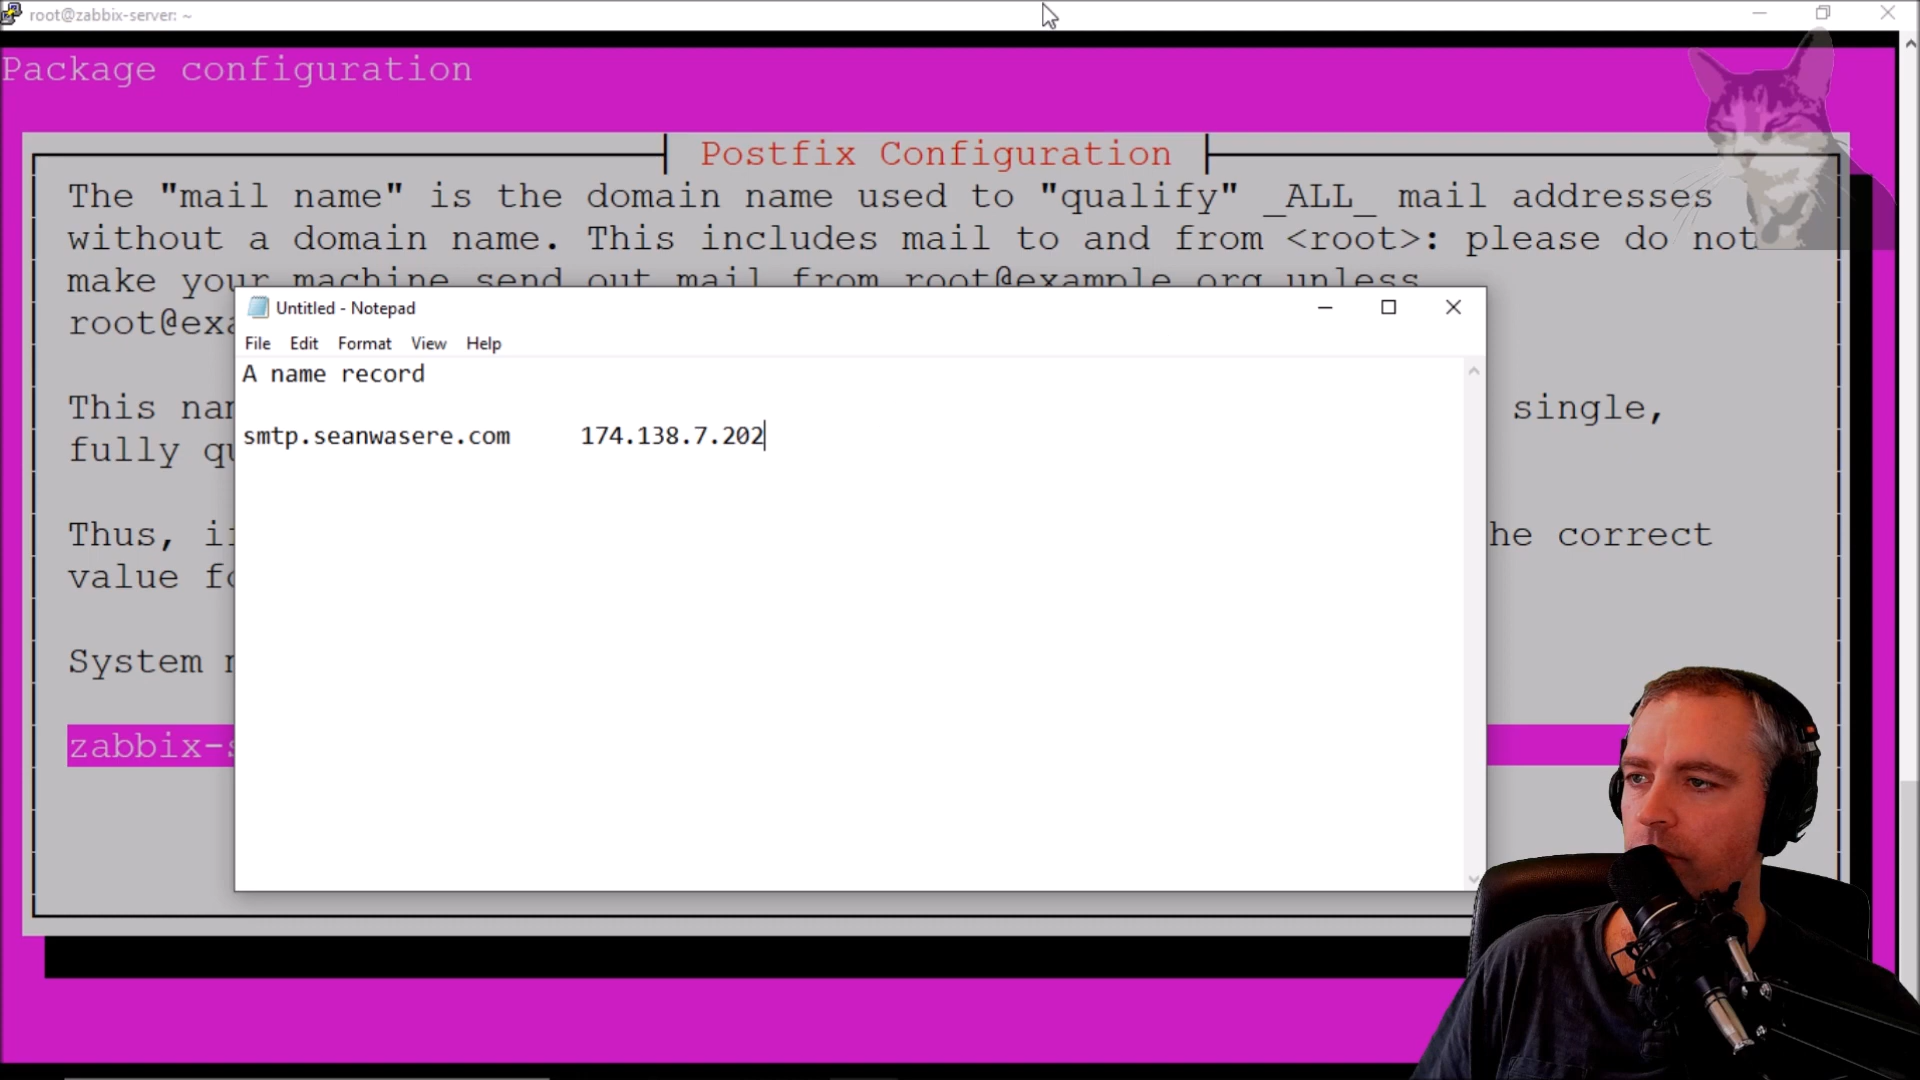 root@zabbix-server: ~
Package configuration
Postfix Configuration
The "mail name" is the domain name used to "qualify" _ALL_ mail addresses
without a domain name. This includes mail to and from <root>: please do not
make your machine send out mail from root@example.org unless
root@exa
Untitled - Notepad
File Edit Format View Help
A name record
This single,
smtp.seanwasere.com 174.138.7.202
fully
Thus, he correct
value
System
zabbix-s